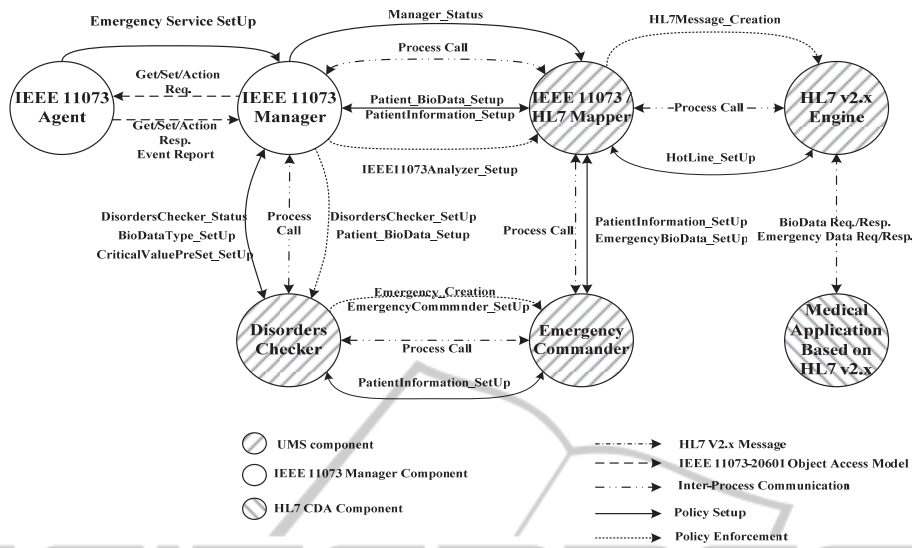 Emergency Service SetUp
Manager_Status
HL7Message_Creation
Process Call
IEEE 11073
Agent
Get/Set/Action
Req.
Get/Set/Action
Resp.
Event Report
IEEE 11073
Manager
Patient_BioData_Setup
PatientInformation_Setup
IEEE11073Analyzer_Setup
IEEE 11073 /
HL7 Mapper
Process Call
HotLine_SetUp
HL7 v2.x
Engine
DisordersChecker_Status
BioDataType_SetUp
CriticalValuePreSet_SetUp
Process
Call
DisordersChecker_SetUp
Patient_BioData_Setup
Process Call
PatientInformation_SetUp
EmergencyBioData_SetUp
BioData Req./Resp.
Emergency Data Req/Resp.
Disorders
Checker
Emergency_Creation
EmergencyCommmnder_SetUp
Process Call
PatientInformation_SetUp
Emergency
Commander
Medical
Application
Based on
HL7 v2.x
UMS component
IEEE 11073 Manager Component
HL7 CDA Component
HL7 V2.x Message
IEEE 11073-20601 Object Access Model
Inter-Process Communication
Policy Setup
Policy Enforcement